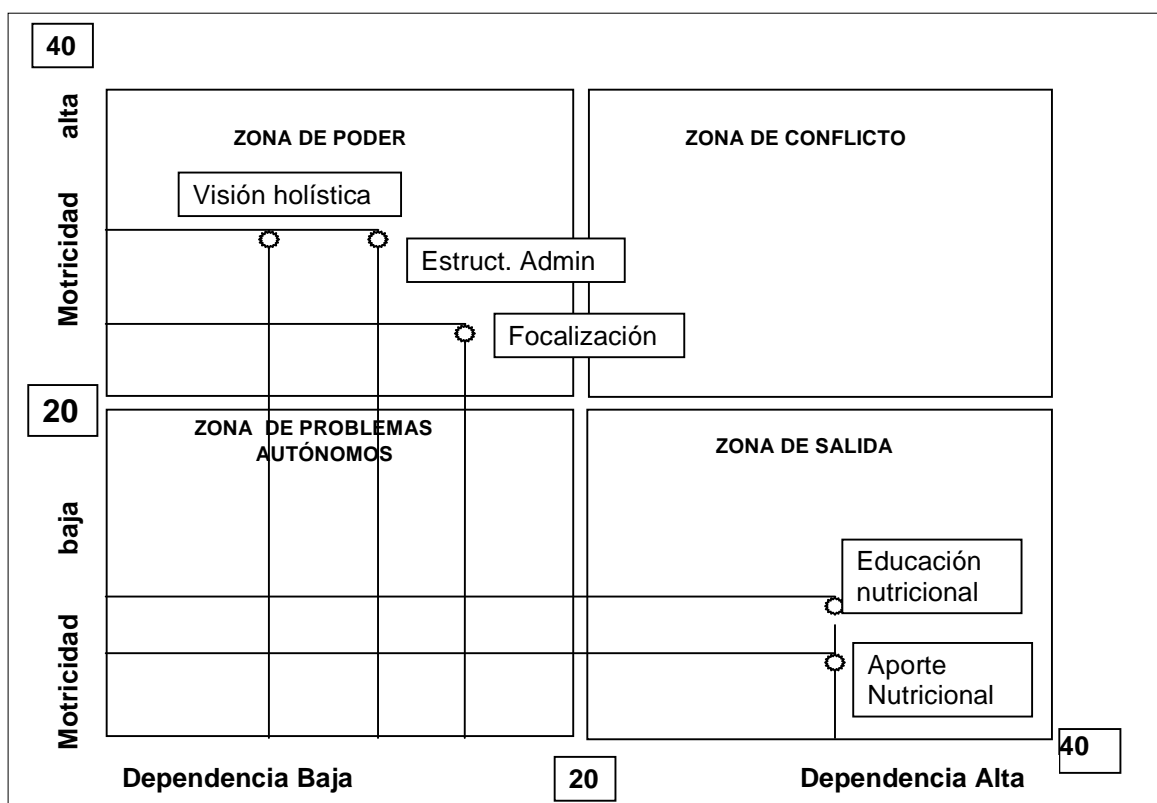 40
alta
Motricidad
ZONA DE PODER
ZONA DE CONFLICTO
Visión holística
Estruct. Admin
Focalización
20
ZONA DE PROBLEMAS
AUTÓNOMOS
ZONA DE SALIDA
baja
Motricidad
Educación
nutricional
Aporte
Nutricional
40
Dependencia Baja
20
Dependencia Alta